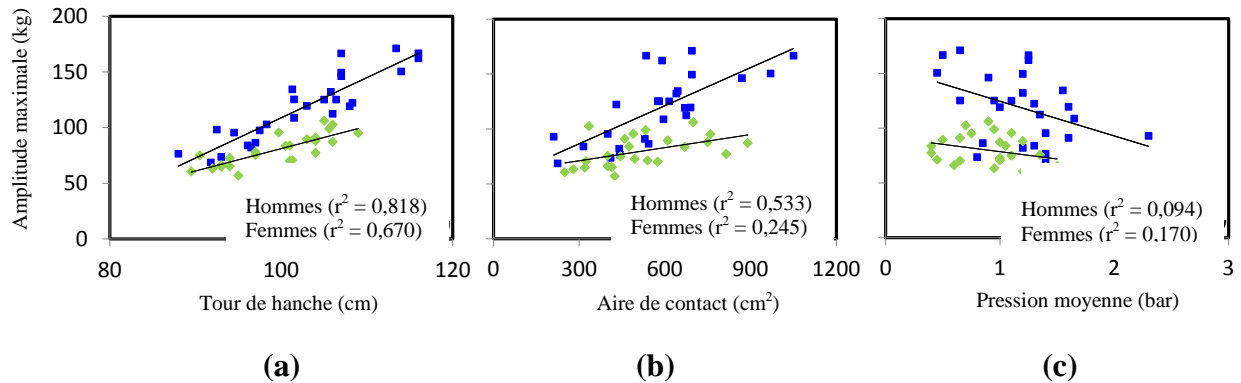 Amplitude maximale (kg)
200
150
100
50
0
Hommes (r² = 0,818)
Femmes (r² = 0,670)
80
100
120
Tour de hanche (cm)
(a)
Hommes (r² = 0,533)
Femmes (r² = 0,245)
0
300
600
900
1200
Aire de contact (cm²)
(b)
Hommes (r² = 0,094)
Femmes (r² = 0,170)
0
1
2
3
Pression moyenne (bar)
(c)